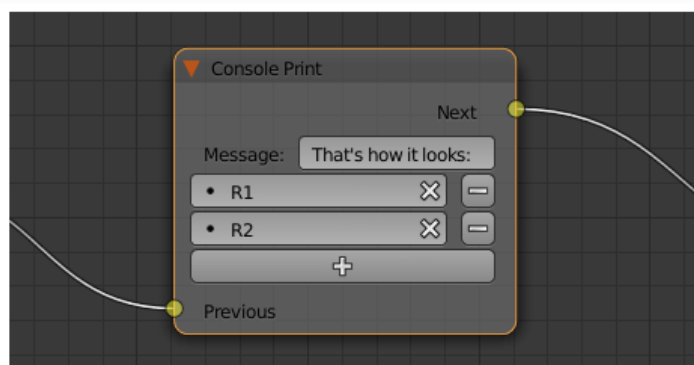 Console Print
Next
Message: That's how it looks:
• R1
• R2
Previous